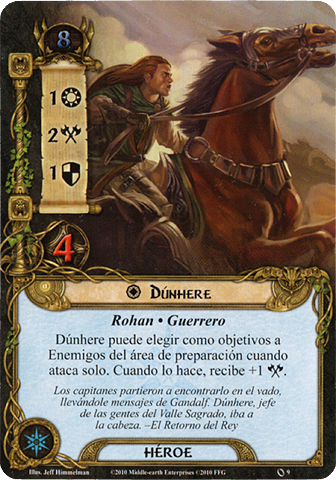 8
1
2
1
4
Dúnhere
Rohan • Guerrero
Dúnhere puede elegir como objetivos a
Enemigos del área de preparación cuando
ataca solo. Cuando lo hace, recibe +1
Los capitanes partieron a encontrarlo en el vado,
llevándole mensajes de Gandalf. Dúnhere, jefe
de las gentes del Valle Sagrado, iba a
la cabeza. –El Retorno del Rey
HÉROE
Illus. Jeff Himmelman ©2010 Middle-earth Enterprises ©2010 FFG 9